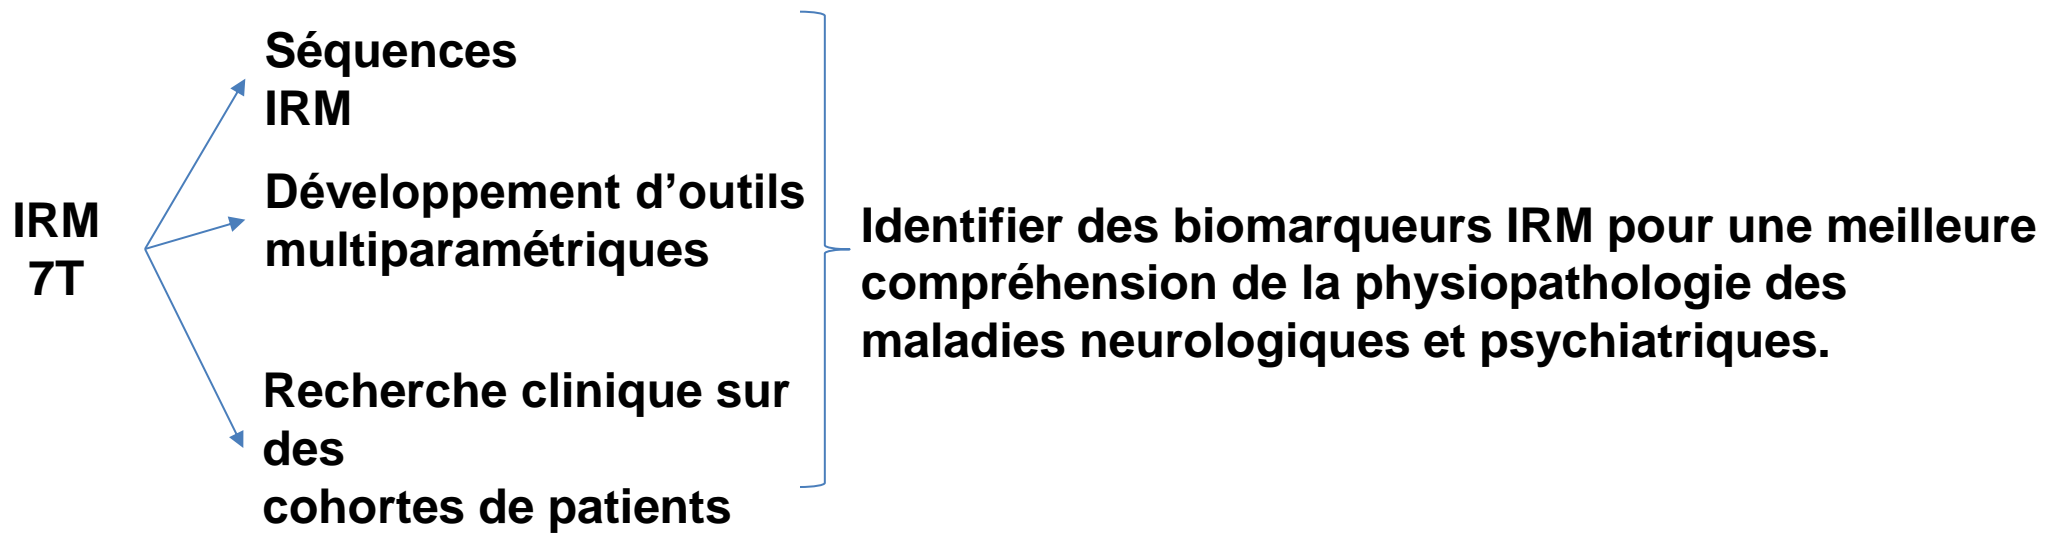 IRM
7T
Séquences
IRM
Développement d’outils
multiparamétriques
Recherche clinique sur
des
cohortes de patients
Identifier des biomarqueurs IRM pour une meilleure
compréhension de la physiopathologie des
maladies neurologiques et psychiatriques.